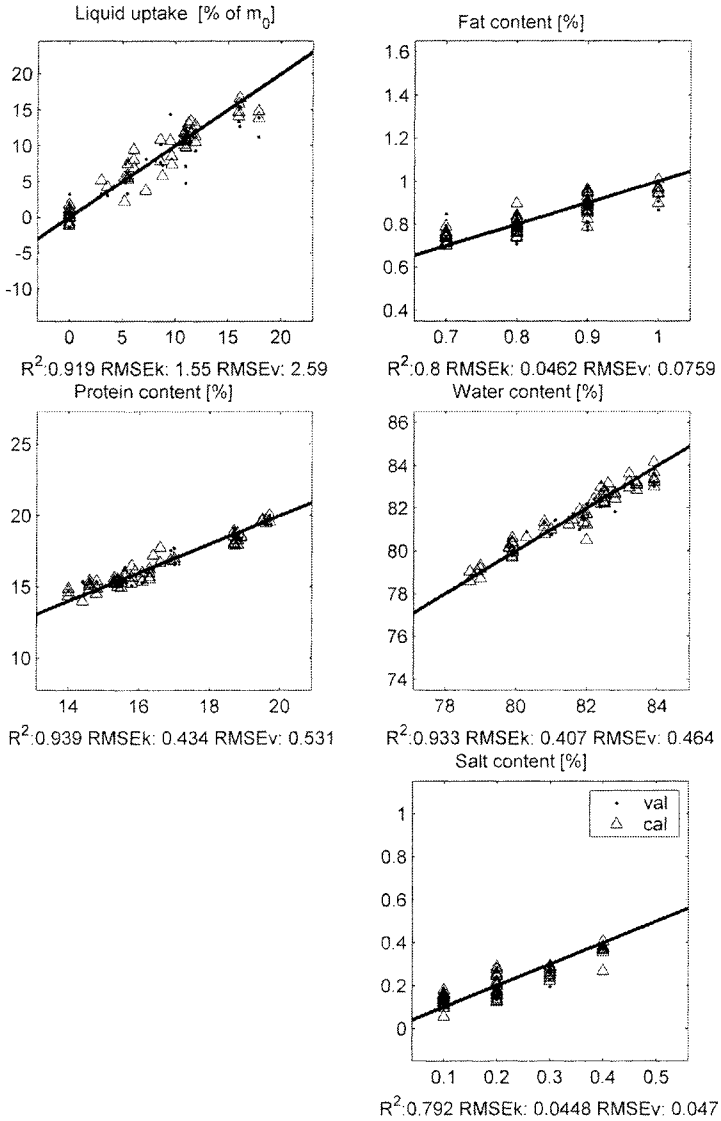 Liquid uptake [% of m0]
20
15
10
5
0
-5
-10
0 5 10 15 20
R2:0.919 RMSEk: 1.55 RMSEv: 2.59
Fat content [%]
1.6
1.4
1.2
1
0.8
0.6
0.4
0.7 0.8 0.9 1
R2:0.8 RMSEk: 0.0462 RMSEv: 0.0759
Protein content [%]
25
20
15
10
14 16 18 20
R2:0.939 RMSEk: 0.434 RMSEv: 0.531
Water content [%]
86
84
82
80
78
76
74
78 80 82 84
R2:0.933 RMSEk: 0.407 RMSEv: 0.464
Salt content [%]
1
0.8
0.6
0.4
0.2
0
val
cal
0.1 0.2 0.3 0.4 0.5
R2:0.792 RMSEk: 0.0448 RMSEv: 0.047